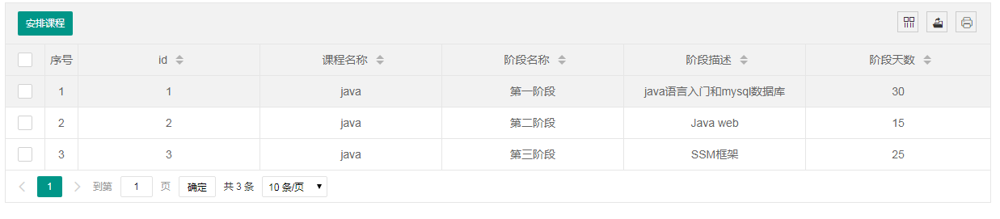 安排课程
序号 id 课程名称 阶段名称 阶段描述 阶段天数
1 1 java 第一阶段 java语言入门和mysql数据库 30
2 2 java 第二阶段 Java web 15
3 3 java 第三阶段 SSM框架 25
1 到第 1 页 确定 共 3 条 10 条/页